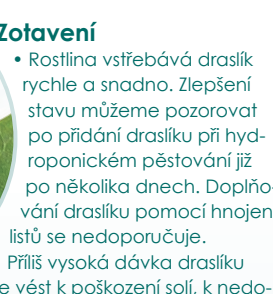 Zotavení
• Rostlina vstřebává draslík
rychle a snadno. Zlepšení
stavu můžeme pozorovat
po přidání draslíku při hyd-
roponickém pěstování již
po několika dnech. Doplňo-
vání draslíku pomocí hnojen
listů se nedoporučuje.
Příliš vysoká dávka draslíku
vést k poškození solí, k nedo-